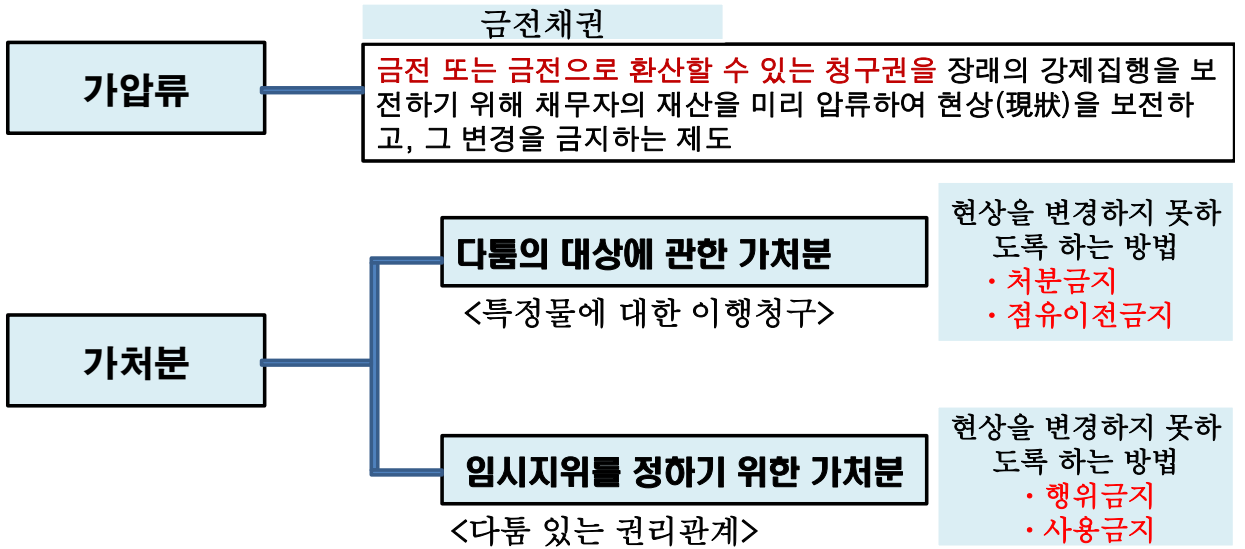 금전채권
가압류
금전 또는 금전으로 환산할 수 있는 청구권을 장래의 강제집행을 보
전하기 위해 채무자의 재산을 미리 압류하여 현상(現狀)을 보전하
고, 그 변경을 금지하는 제도
가처분
다툼의 대상에 관한 가처분
<특정물에 대한 이행청구>
현상을 변경하지 못하
도록 하는 방법
· 처분금지
· 점유이전금지
임시지위를 정하기 위한 가처분
<다툼 있는 권리관계>
현상을 변경하지 못하
도록 하는 방법
· 행위금지
· 사용금지